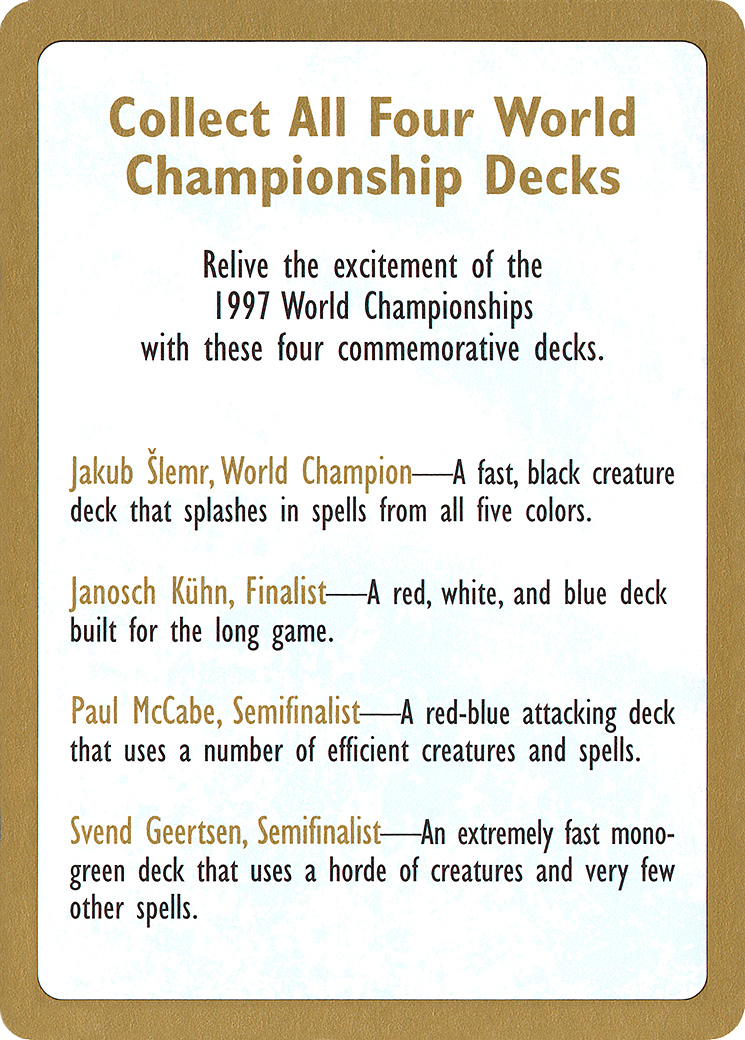 Collect All Four World
Championship Decks
Relive the excitement of the
1997 World Championships
with these four commemorative decks.
Jakub Šlemr, World Champion——A fast, black creature
deck that splashes in spells from all five colors.
Janosch Kühn, Finalist——A red, white, and blue deck
built for the long game.
Paul McCabe, Semifinalist——A red-blue attacking deck
that uses a number of efficient creatures and spells.
Svend Geertsen, Semifinalist——An extremely fast mono-
green deck that uses a horde of creatures and very few
other spells.